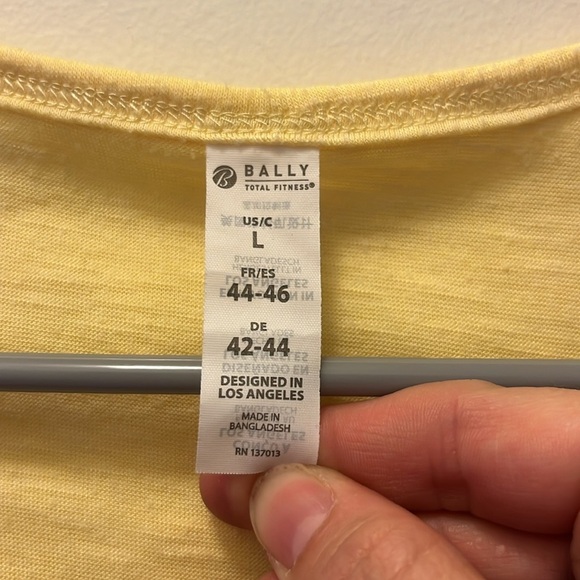 BALLY
TOTAL FITNESS®
US/C
L
FR/ES
44-46
DE
42-44
DESIGNED IN
LOS ANGELES
MADE IN
BANGLADESH
RN 137013